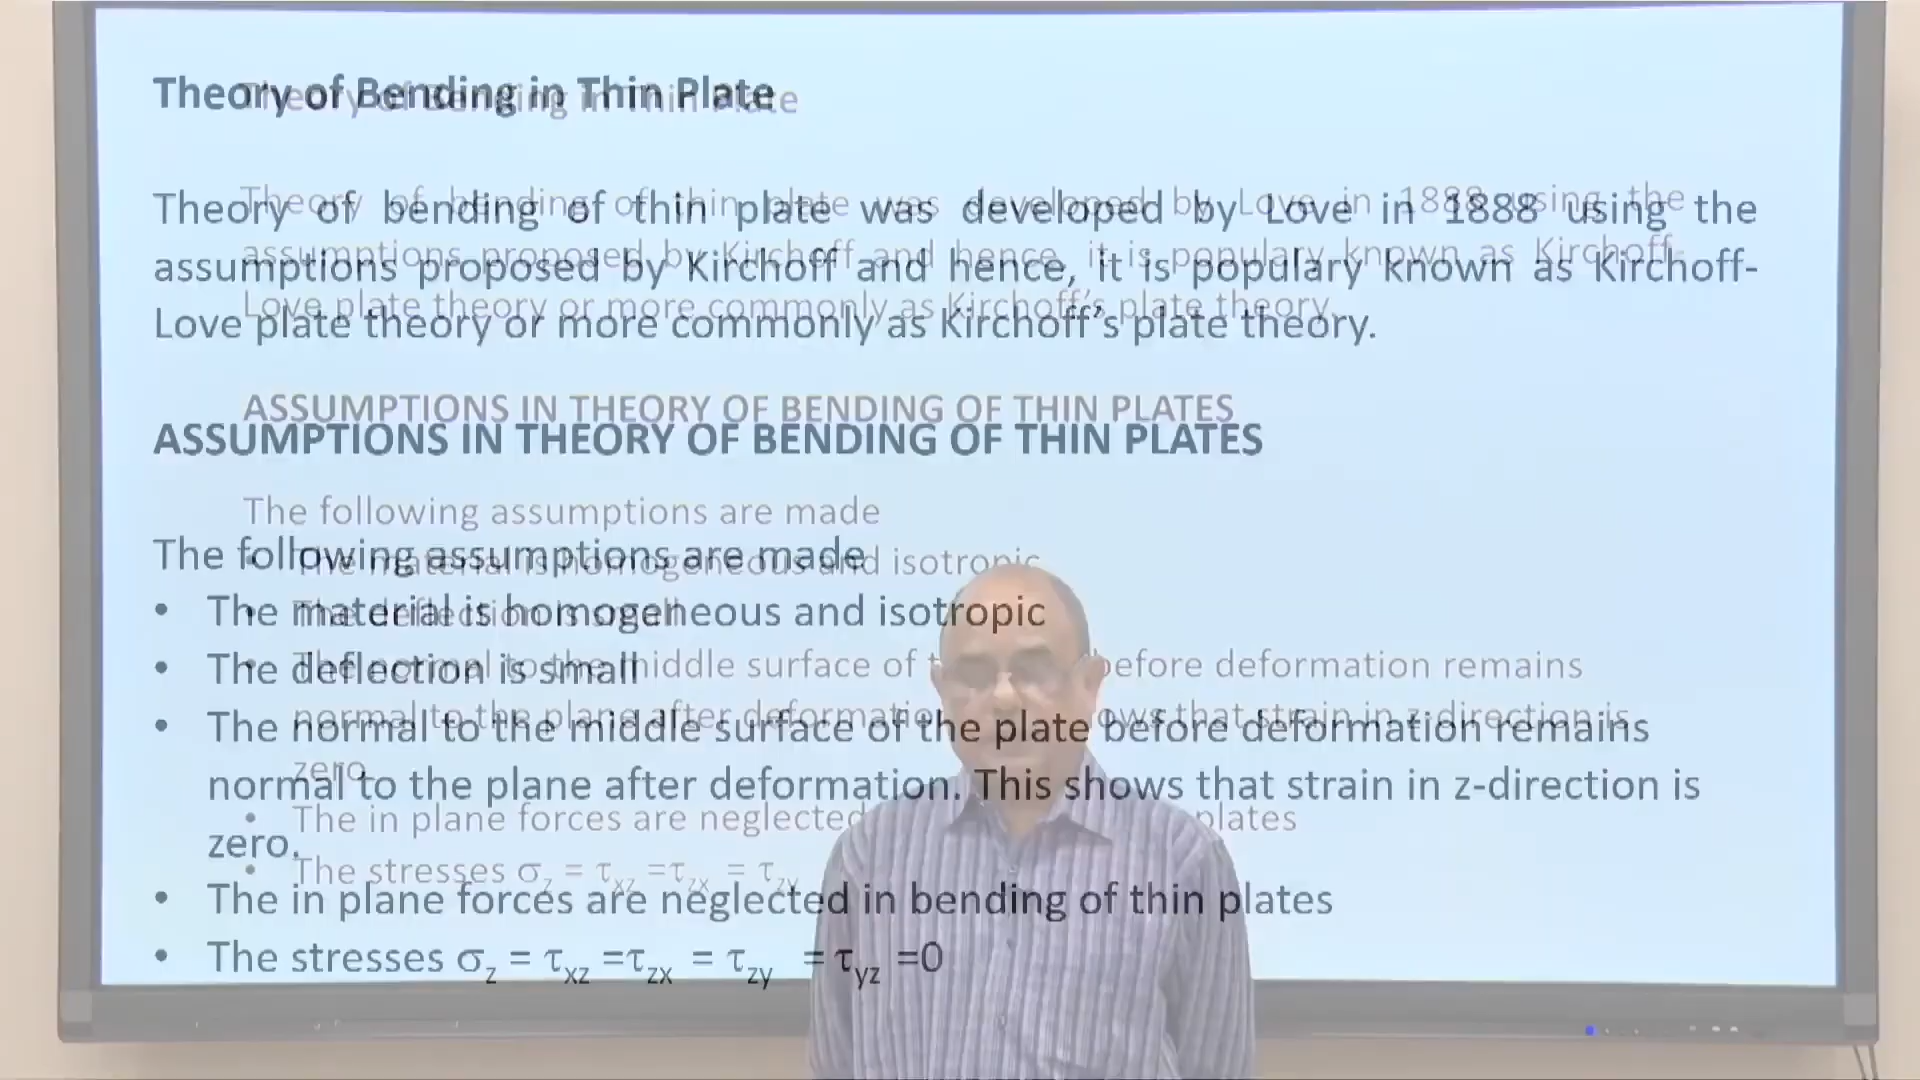 Theory of Bending in Thin Plate
Theory of bending of thin plate was developed by Love in 1888 using the
assumptions proposed by Kirchoff and hence, it is populary known as Kirchoff-
Love plate theory or more commonly as Kirchoff's plate theory.
ASSUMPTIONS IN THEORY OF BENDING OF THIN PLATES
The following assumptions are made
• The material is homogeneous and isotropic
• The deflection is small
• The normal to the middle surface of the plate before deformation remains
normal to the plane after deformation. This shows that strain in z-direction is
zero.
• The in plane forces are neglected in bending of thin plates
• The stresses σz = τxz =τzx = τzy = τyz =0